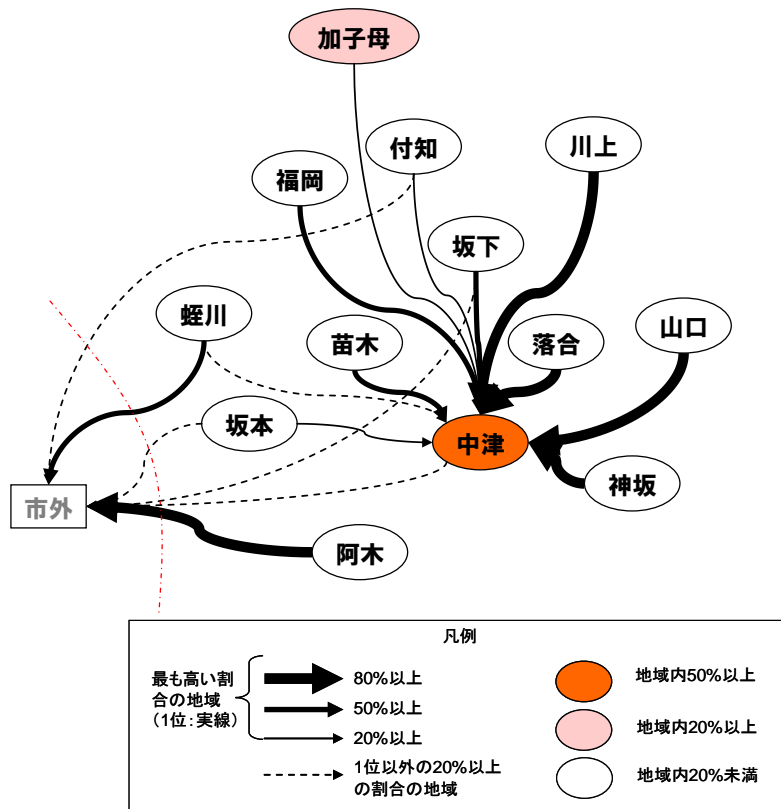 加子母
付知
川上
福岡
坂下
蛭川
苗木
落合
山口
坂本
中津
神坂
市外
阿木
凡例
最も高い割
合の地域
（1位：実線）
80%以上
50%以上
20%以上
1位以外の20%以上
の割合の地域
地域内50%以上
地域内20%以上
地域内20%未満